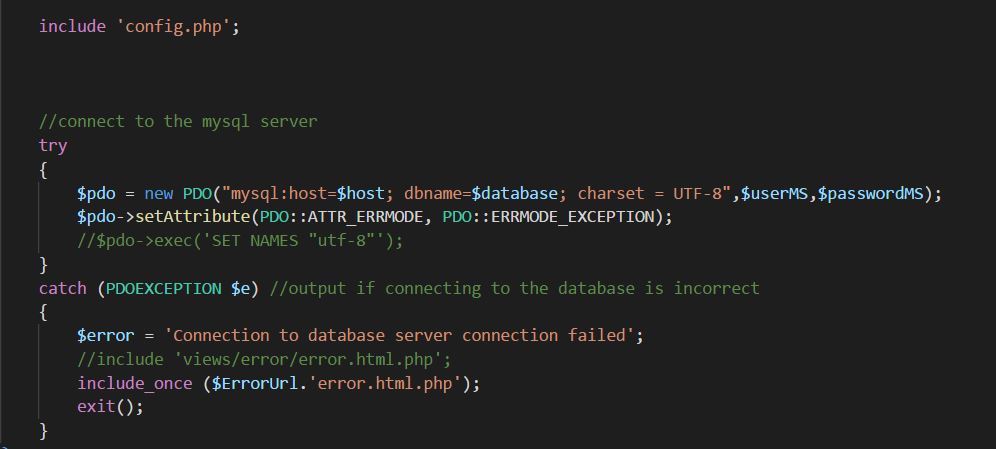 include 'config.php';
//connect to the mysql server
try
{
$pdo = new PDO("mysql:host=$host; dbname=$database; charset = UTF-8",$userMS,$passwordMS);
$pdo->setAttribute(PDO::ATTR_ERRMODE, PDO::ERRMODE_EXCEPTION);
//$pdo->exec('SET NAMES "utf-8"');
}
catch (PDOEXCEPTION $e) //output if connecting to the database is incorrect
{
$error = 'Connection to database server connection failed';
//include 'views/error/error.html.php';
include_once ($ErrorUrl.'error.html.php');
exit();
}